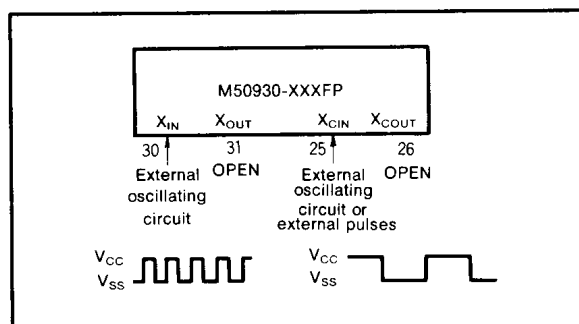 M50930-XXXFP
XIN XOUT XCIN XCOUT
30 31 25 26
External oscillating circuit
OPEN
External oscillating circuit or external pulses
OPEN
VCC
VSS
VCC
VSS